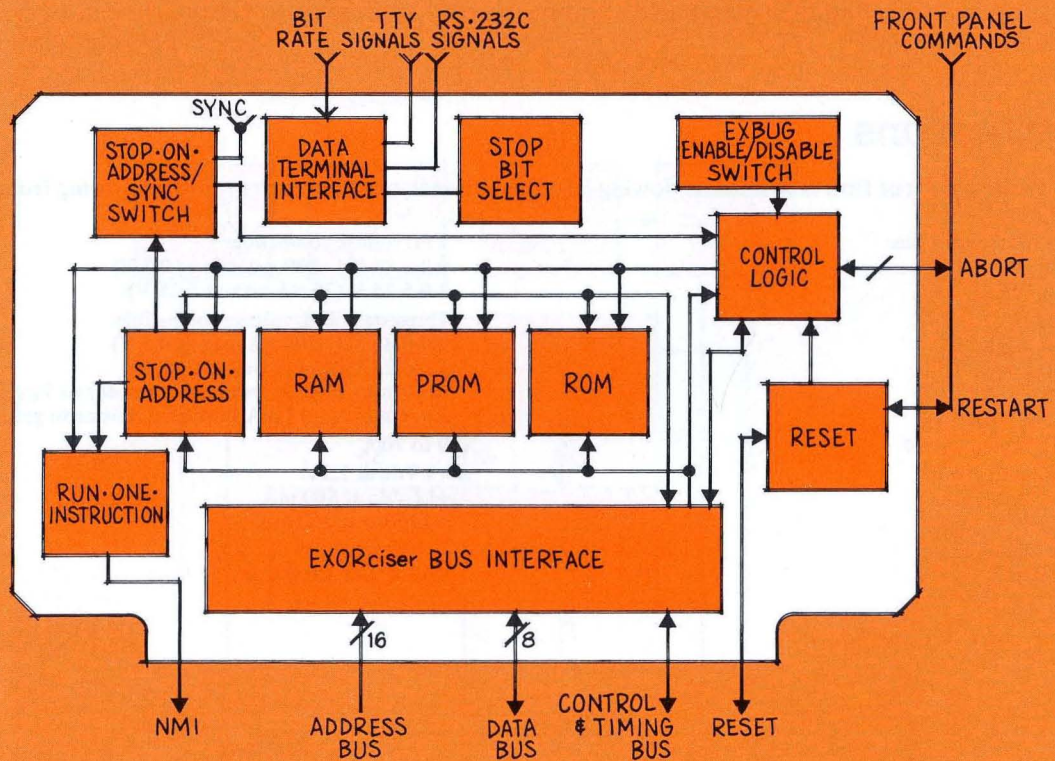 BIT
RATE SIGNALS
TTY
SIGNALS
RS-232C
SIGNALS
FRONT PANEL
COMMANDS
SYNC
STOP·ON·
ADDRESS/
SYNC
SWITCH
DATA
TERMINAL
INTERFACE
STOP
BIT
SELECT
EXBUG
ENABLE/DISABLE
SWITCH
CONTROL
LOGIC
ABORT
STOP·ON·
ADDRESS
RAM
PROM
ROM
RESET
RESTART
RUN·ONE·
INSTRUCTION
EXORciser BUS INTERFACE
16
8
NMI
ADDRESS
BUS
DATA
BUS
CONTROL
& TIMING
BUS
RESET